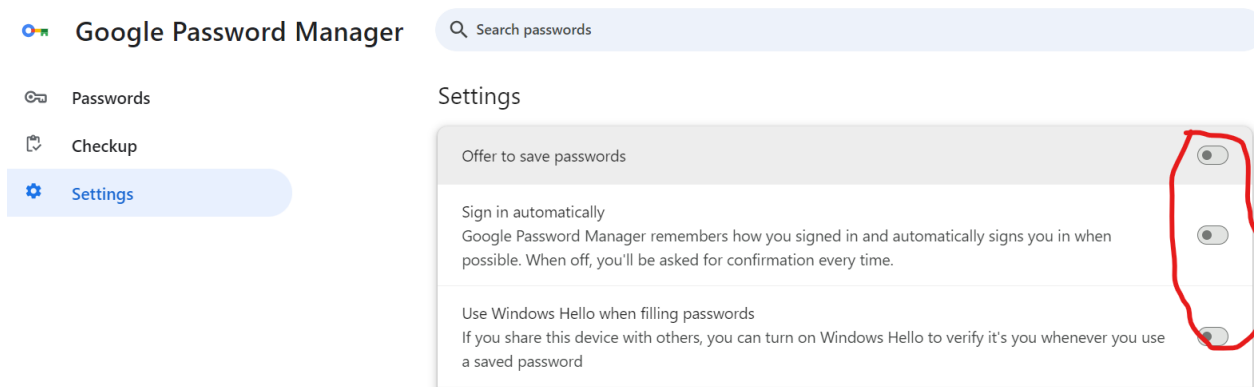 Google Password Manager
Search passwords
Passwords
Checkup
Settings
Settings
Offer to save passwords
Sign in automatically
Google Password Manager remembers how you signed in and automatically signs you in when
possible. When off, you'll be asked for confirmation every time.
Use Windows Hello when filling passwords
If you share this device with others, you can turn on Windows Hello to verify it's you whenever you use
a saved password